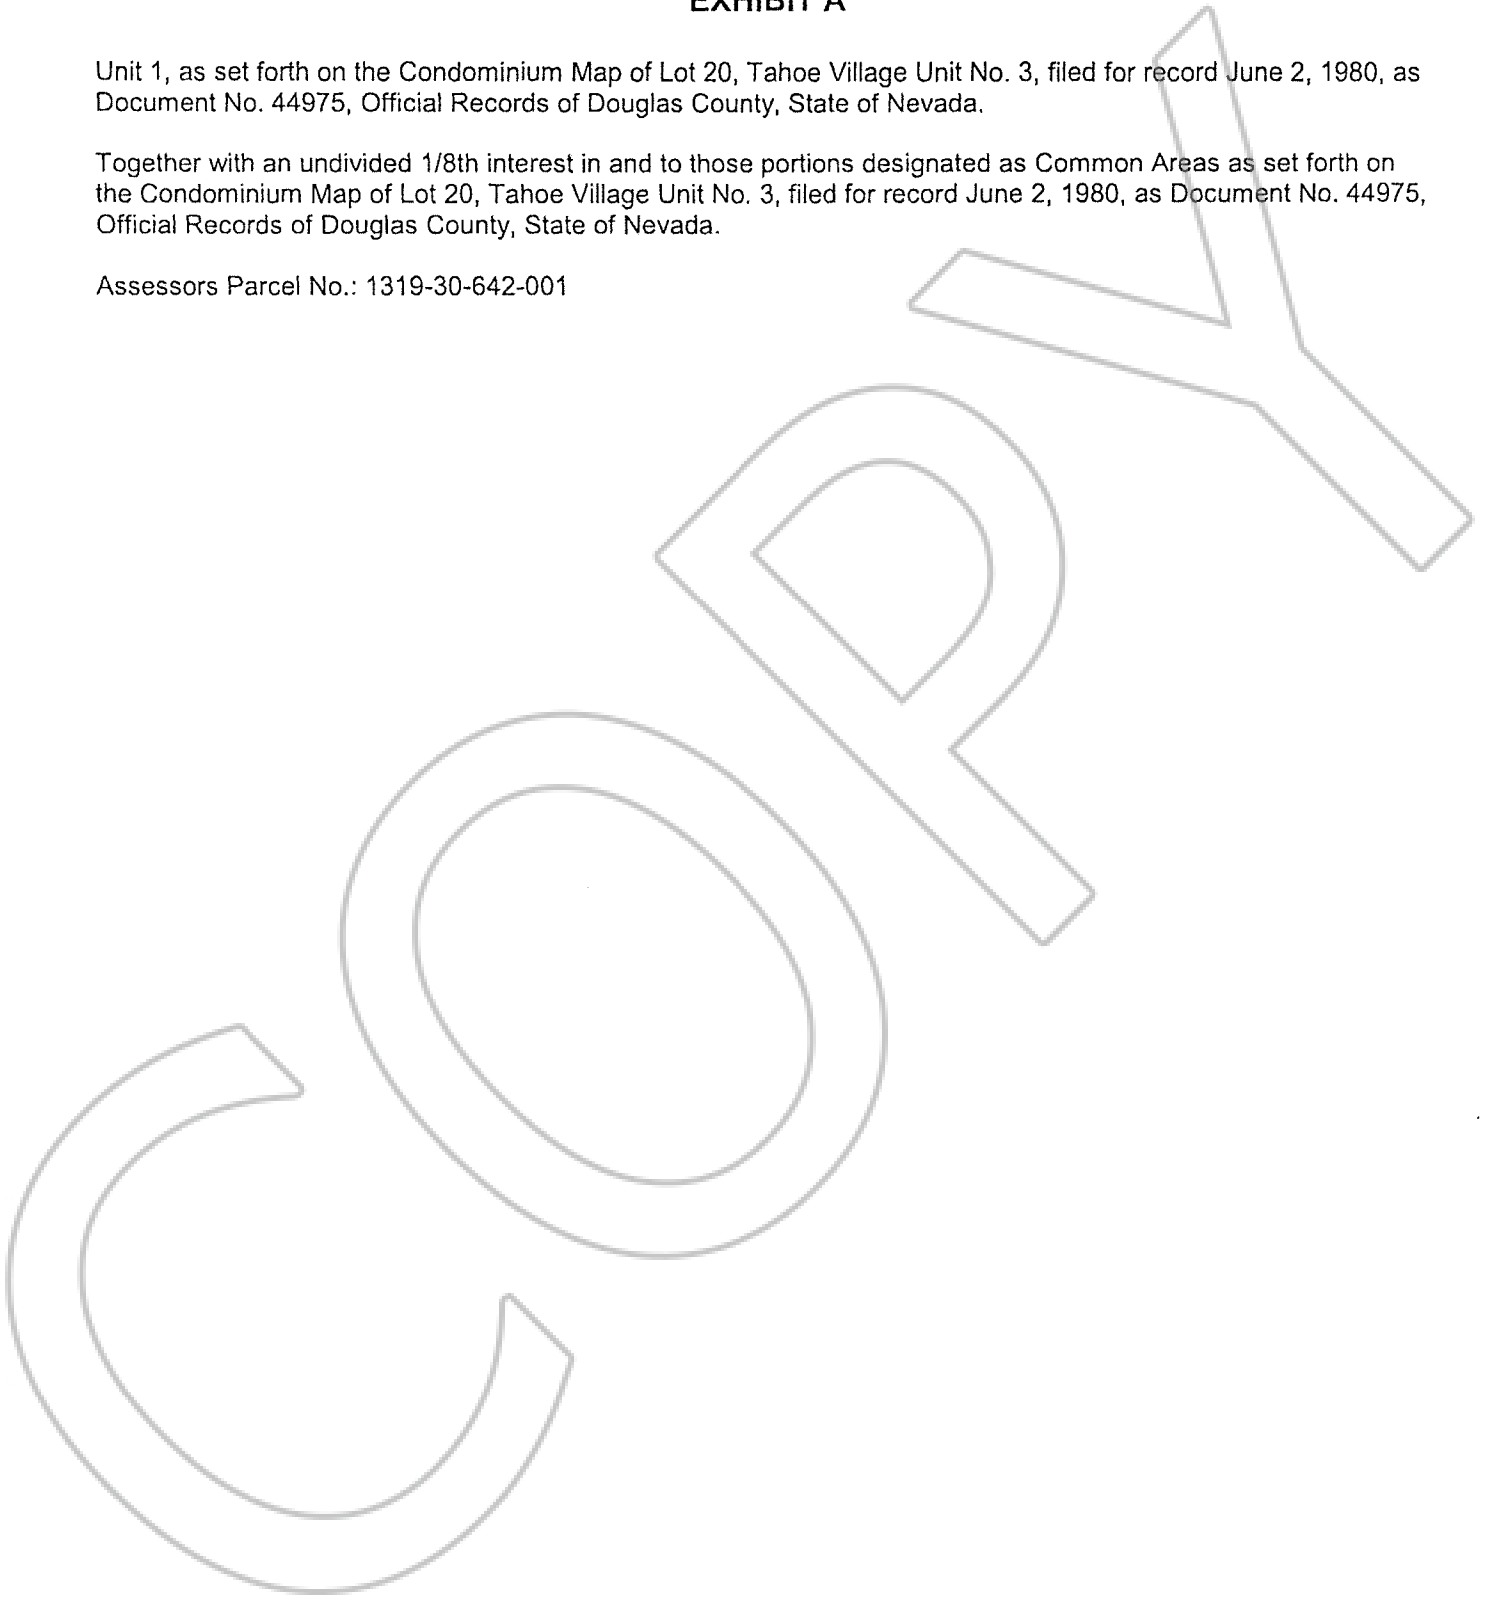 EXHIBIT A
Unit 1, as set forth on the Condominium Map of Lot 20, Tahoe Village Unit No. 3, filed for record June 2, 1980, as
Document No. 44975, Official Records of Douglas County, State of Nevada.
Together with an undivided 1/8th interest in and to those portions designated as Common Areas as set forth on
the Condominium Map of Lot 20, Tahoe Village Unit No. 3, filed for record June 2, 1980, as Document No. 44975,
Official Records of Douglas County, State of Nevada.
Assessors Parcel No.: 1319-30-642-001
COPY